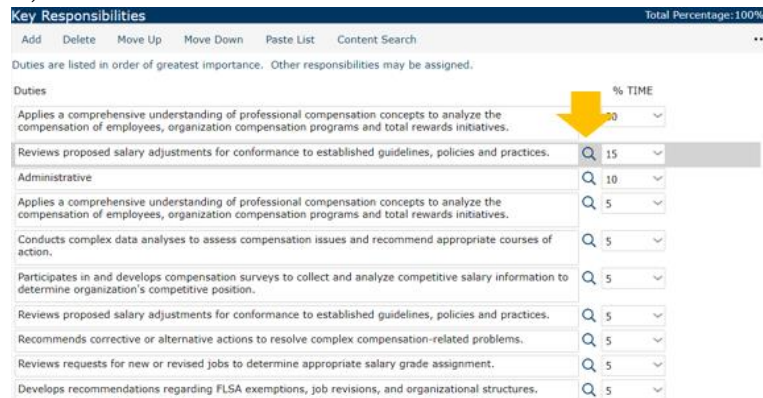 Key Responsibilities Total Percentage:100%
Add Delete Move Up Move Down Paste List Content Search
Duties are listed in order of greatest importance. Other responsibilities may be assigned.
Duties % TIME
Applies a comprehensive understanding of professional compensation concepts to analyze the
compensation of employees, organization compensation programs and total rewards initiatives.
Reviews proposed salary adjustments for conformance to established guidelines, policies and practices. 15
Administrative 10
Applies a comprehensive understanding of professional compensation concepts to analyze the 5
compensation of employees, organization compensation programs and total rewards initiatives.
Conducts complex data analyses to assess compensation issues and recommend appropriate courses of 5
action.
Participates in and develops compensation surveys to collect and analyze competitive salary information to 5
determine organization's competitive position.
Reviews proposed salary adjustments for conformance to established guidelines, policies and practices. 5
Recommends corrective or alternative actions to resolve complex compensation-related problems. 5
Reviews requests for new or revised jobs to determine appropriate salary grade assignment. 5
Develops recommendations regarding FLSA exemptions, job revisions, and organizational structures. 5